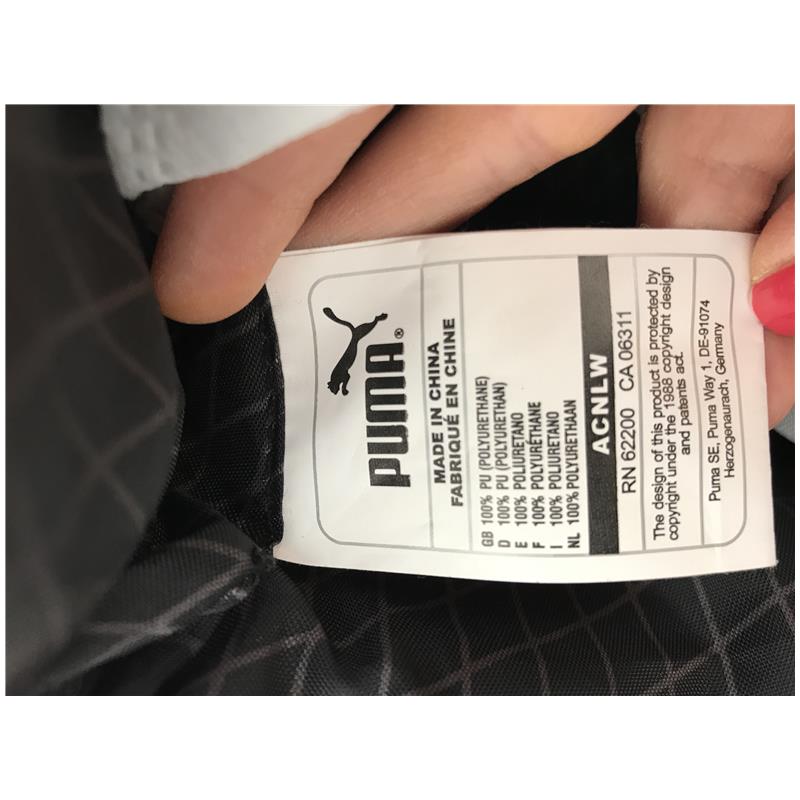 PUMA®
MADE IN CHINA
FABRIQUÉ EN CHINE
GB 100% PU (POLYURETHANE)
D 100% PU (POLYURETHAN)
E 100% POLIURETANO
F 100% POLYURÉTHANE
I 100% POLIURETANO
NL 100% POLYURETHAAN
ACNLW
RN 62200 CA 06311
The design of this product is protected by
copyright under the 1988 copyright design
and patents act.
Puma SE, Puma Way 1, DE-91074
Herzogenaurach, Germany